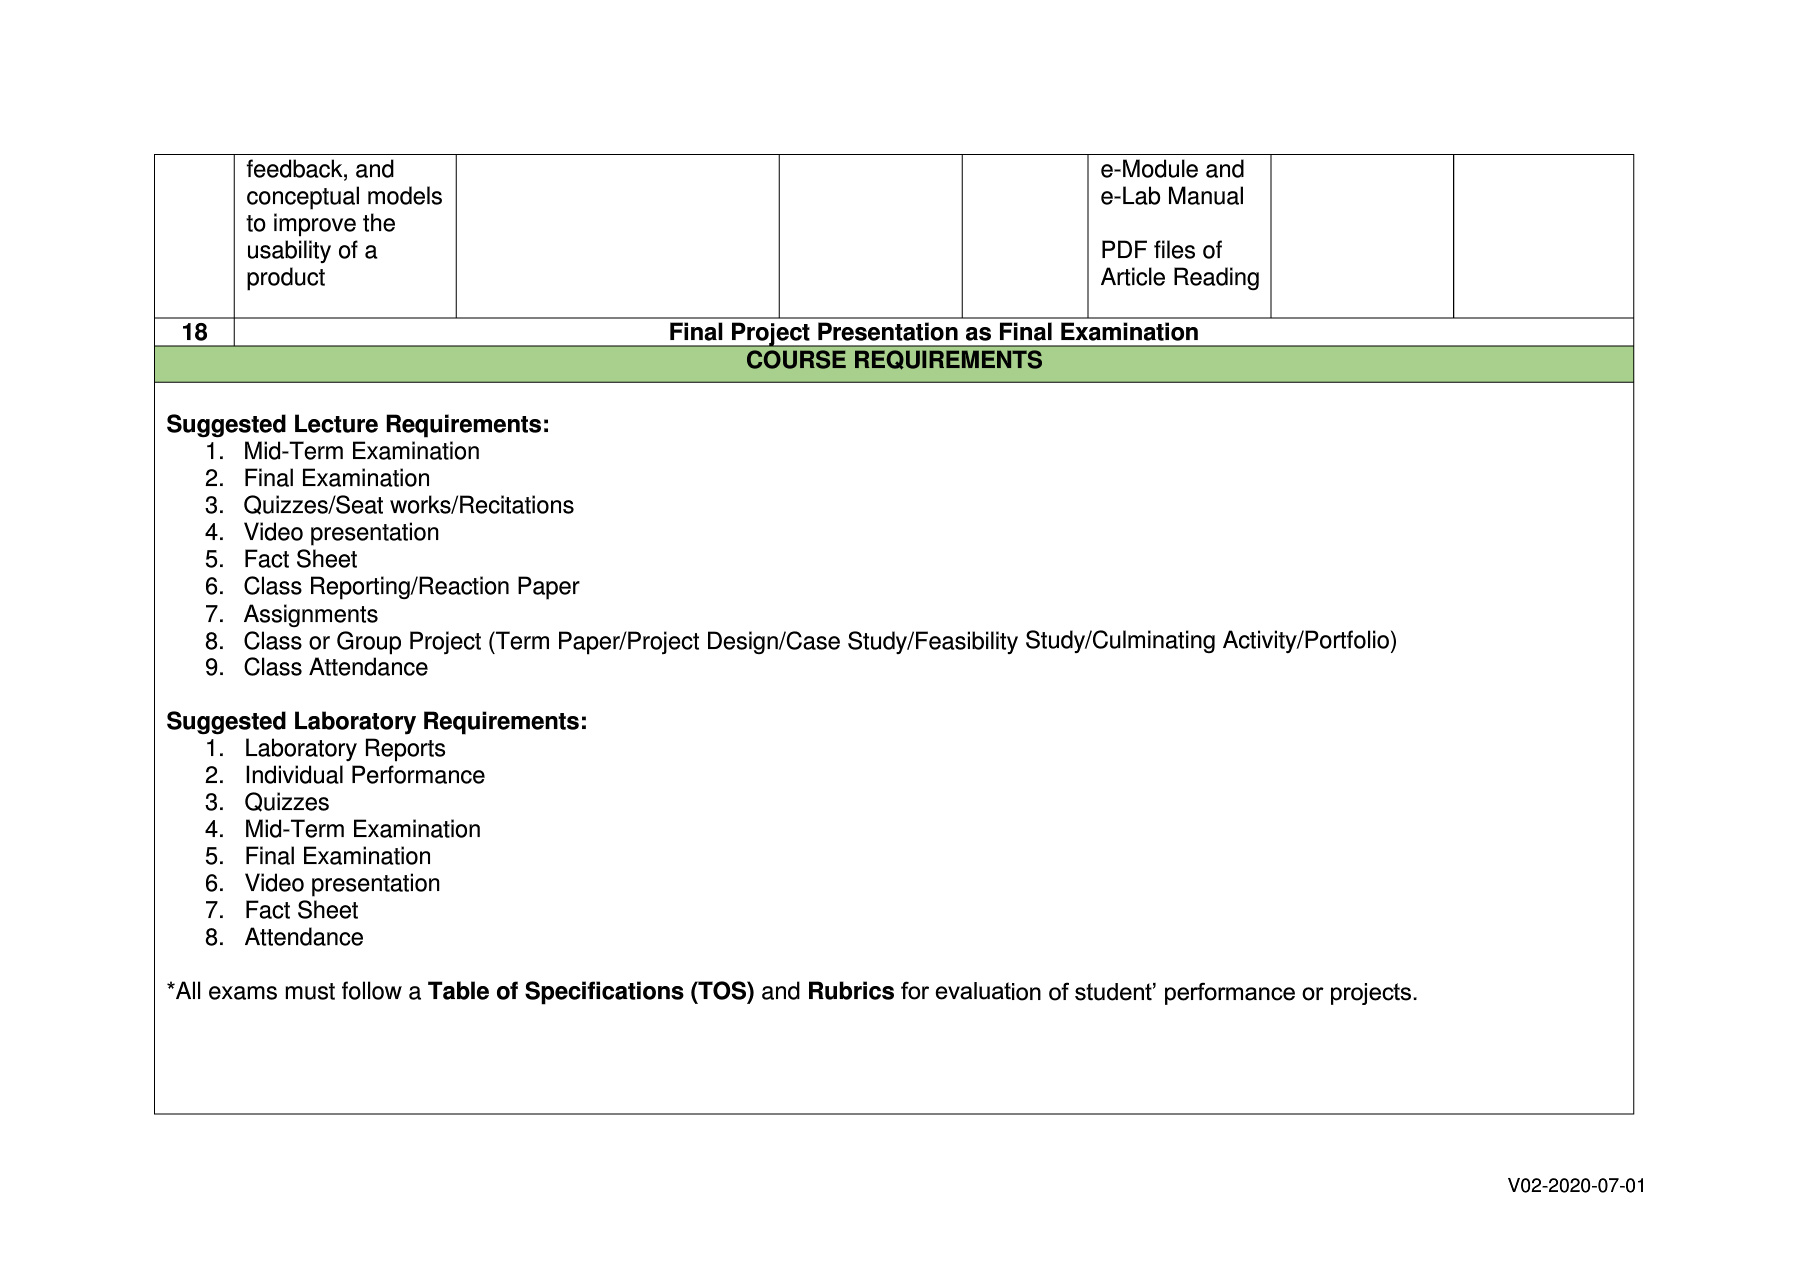 feedback, and
conceptual models
to improve the
usability of a
product
e-Module and
e-Lab Manual
PDF files of
Article Reading
18 Final Project Presentation as Final Examination
COURSE REQUIREMENTS
Suggested Lecture Requirements:
1. Mid-Term Examination
2. Final Examination
3. Quizzes/Seat works/Recitations
4. Video presentation
5. Fact Sheet
6. Class Reporting/Reaction Paper
7. Assignments
8. Class or Group Project (Term Paper/Project Design/Case Study/Feasibility Study/Culminating Activity/Portfolio)
9. Class Attendance
Suggested Laboratory Requirements:
1. Laboratory Reports
2. Individual Performance
3. Quizzes
4. Mid-Term Examination
5. Final Examination
6. Video presentation
7. Fact Sheet
8. Attendance
*All exams must follow a Table of Specifications (TOS) and Rubrics for evaluation of student’ performance or projects.
V02-2020-07-01